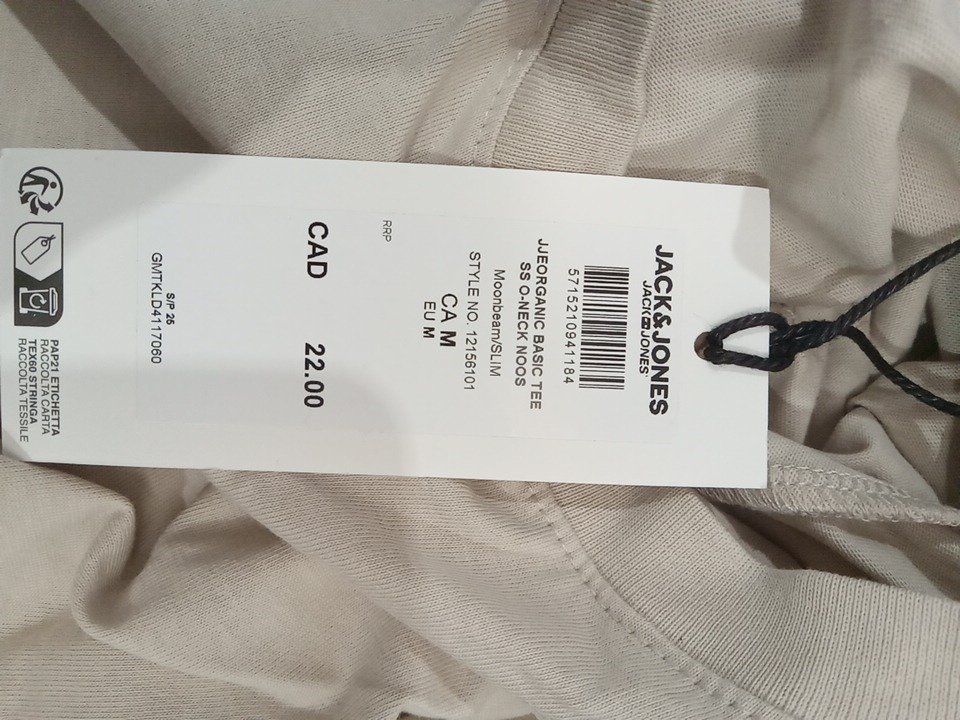 JACK&JONES
JACK&JONES
5715210941184
JJEORGANIC BASIC TEE
SS O-NECK NOOS
Moonbeam/SLIM
STYLE NO. 12156101
CA M
EU M
RRP
CAD 22.00
S/P 25
GMTKLD4117060
PAP21 ETICHETTA
RACCOLTA CARTA
TEX60 STRINGA
RACCOLTA TESSILE